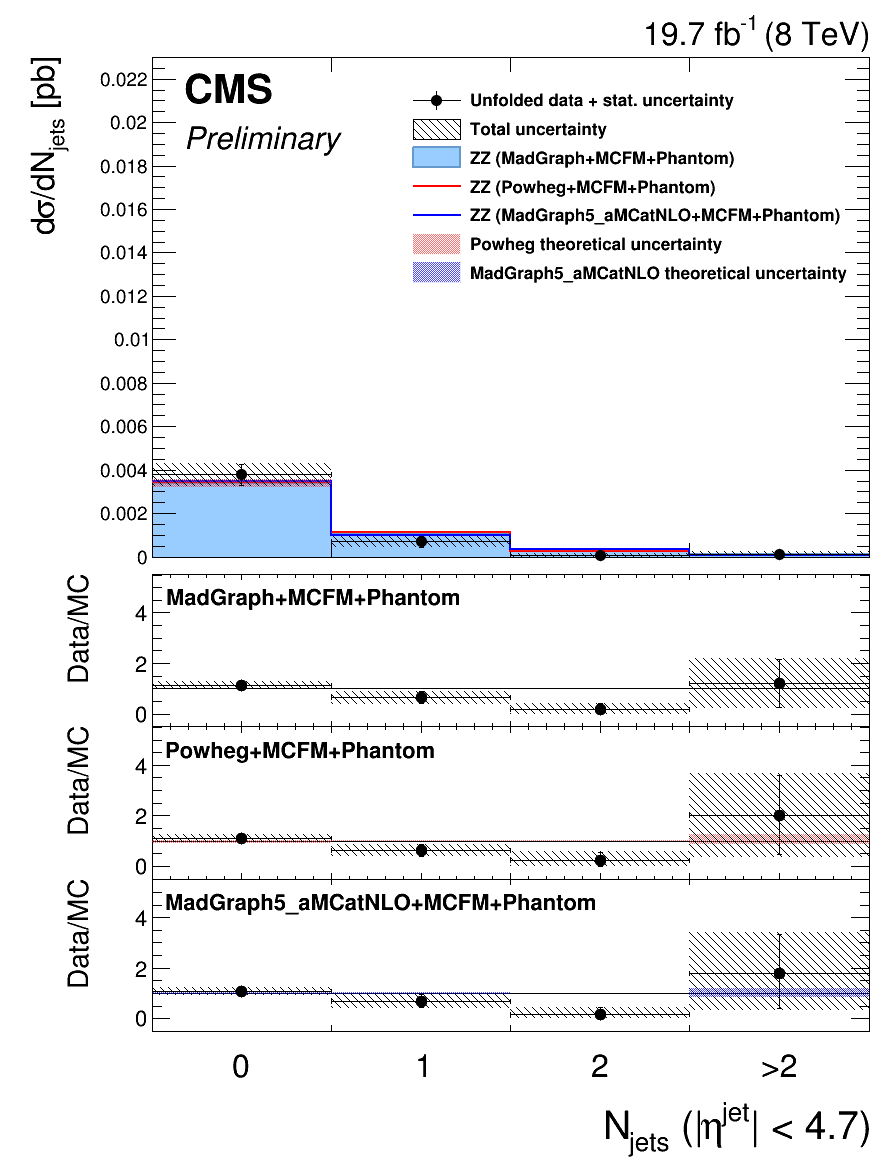 19.7 fb-1 (8 TeV)
dσ/dNjets [pb]
CMS
Preliminary
Unfolded data + stat. uncertainty
Total uncertainty
ZZ (MadGraph+MCFM+Phantom)
ZZ (Powheg+MCFM+Phantom)
ZZ (MadGraph5_aMCatNLO+MCFM+Phantom)
Powheg theoretical uncertainty
MadGraph5_aMCatNLO theoretical uncertainty
0.022
0.02
0.018
0.016
0.014
0.012
0.01
0.008
0.006
0.004
0.002
0
Data/MC
MadGraph+MCFM+Phantom
4
2
0
Data/MC
Powheg+MCFM+Phantom
4
2
0
Data/MC
MadGraph5_aMCatNLO+MCFM+Phantom
4
2
0
0 1 2 >2
Njets (|ηjet| < 4.7)